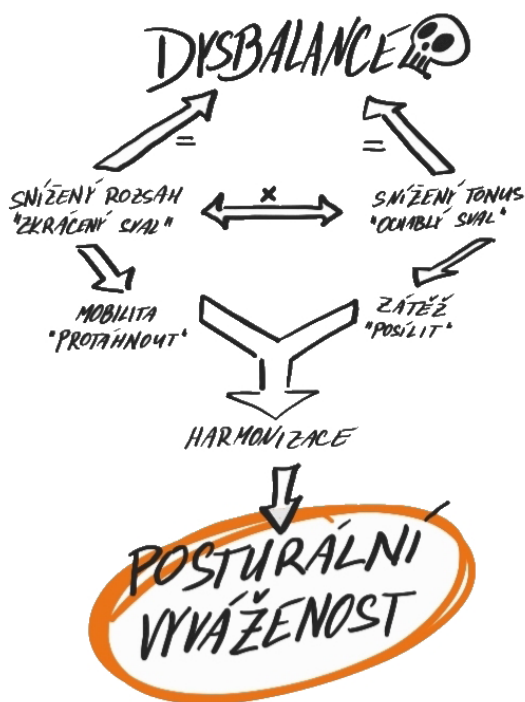 DYSBALANCE
=
=
SNÍŽENÝ ROZSAH
"ZKRÁCENÝ SVAL"
x
SNÍŽENÝ TONUS
"OCHABLÝ SVAL"
MOBILITA
"PROTÁHNOUT"
ZÁTĚŽ
"POSÍLIT"
HARMONIZACE
POSTURÁLNÍ
VYVÁŽENOST